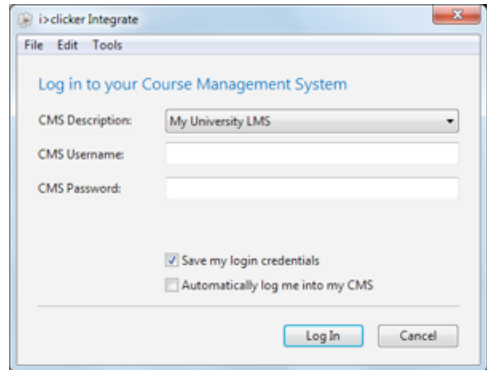 i>clicker Integrate
File Edit Tools
Log in to your Course Management System
CMS Description: My University LMS
CMS Username:
CMS Password:
Save my login credentials
Automatically log me into my CMS
Log In Cancel